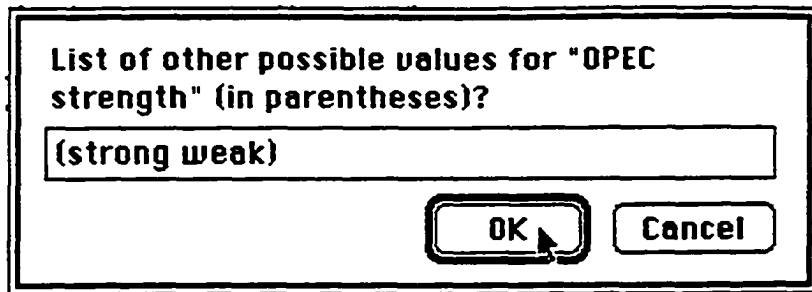 List of other possible values for "OPEC
strength" (in parentheses)?
(strong weak)
OK Cancel